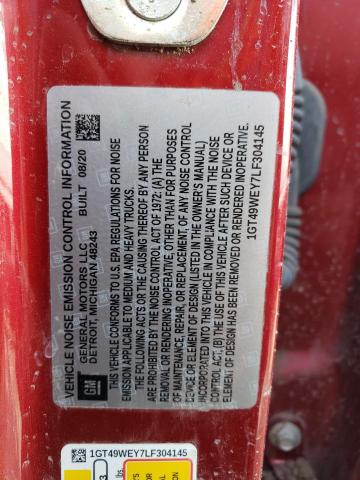 VEHICLE NOISE EMISSION CONTROL INFORMATION
GM
GENERAL MOTORS LLC
DETROIT, MICHIGAN 48243
BUILT 08/20
THIS VEHICLE CONFORMS TO U.S. EPA REGULATIONS FOR NOISE
EMISSION APPLICABLE TO MEDIUM AND HEAVY TRUCKS.
THE FOLLOWING ACTS OR THE CAUSING THEREOF BY ANY PERSON
ARE PROHIBITED BY THE NOISE CONTROL ACT OF 1972: (A) THE
REMOVAL OR RENDERING INOPERATIVE, OTHER THAN FOR PURPOSES
OF MAINTENANCE, REPAIR, OR REPLACEMENT, OF ANY NOISE CONTROL
DEVICE OR ELEMENT OF DESIGN (LISTED IN THE OWNER'S MANUAL)
INCORPORATED INTO THIS VEHICLE IN COMPLIANCE WITH THE NOISE
CONTROL ACT, (B) THE USE OF THIS VEHICLE AFTER SUCH DEVICE OR
ELEMENT OF DESIGN HAS BEEN REMOVED OR RENDERED INOPERATIVE.
1GT49WEY7LF304145
1GT49WEY7LF304145
lbs